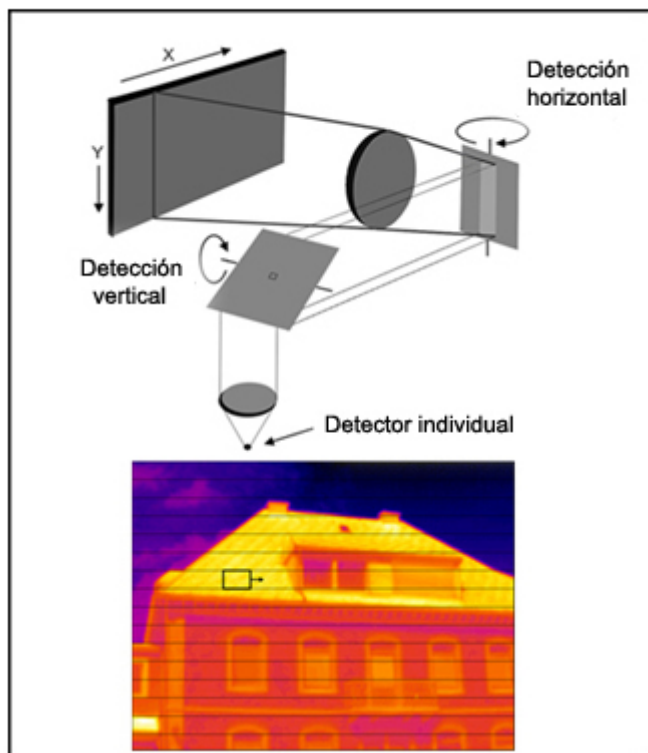 X
Detección
horizontal
Y
Detección
vertical
Detector individual